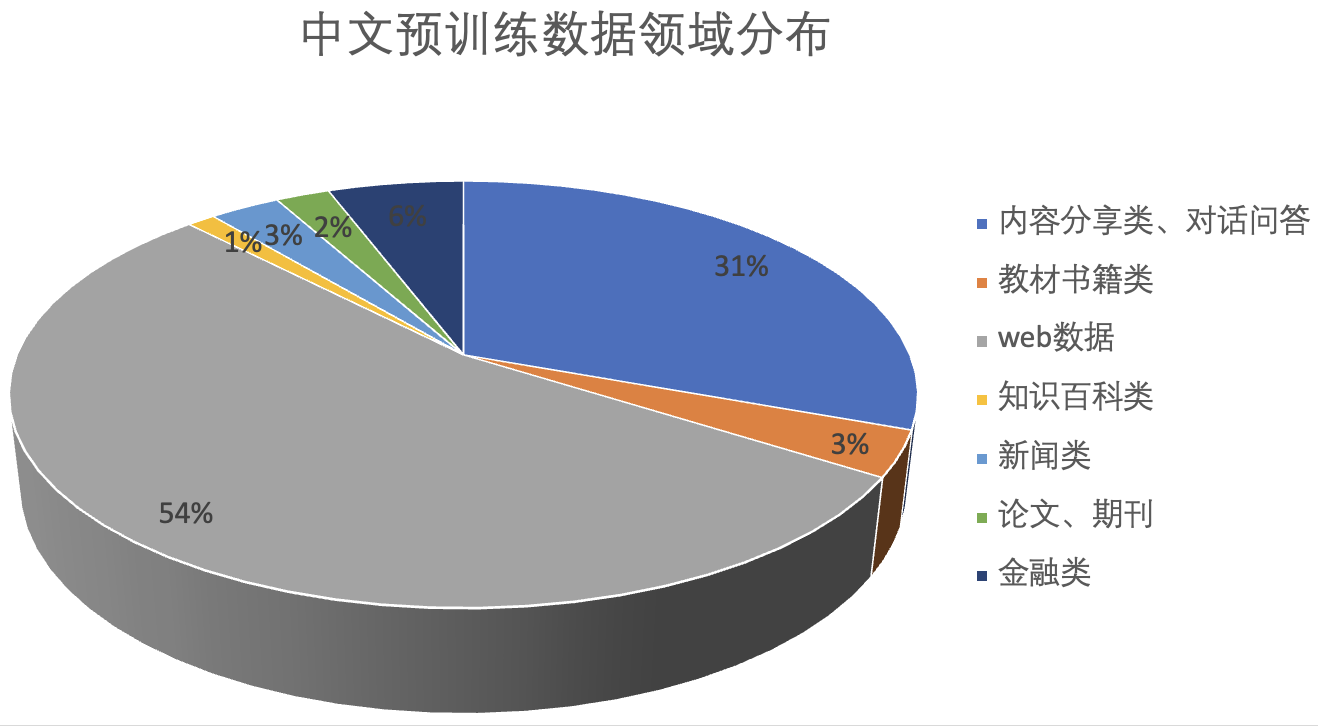 中文预训练数据领域分布
6%
2%
3%
1%
31%
3%
54%
内容分享类、对话问答
教材书籍类
web数据
知识百科类
新闻类
论文、期刊
金融类